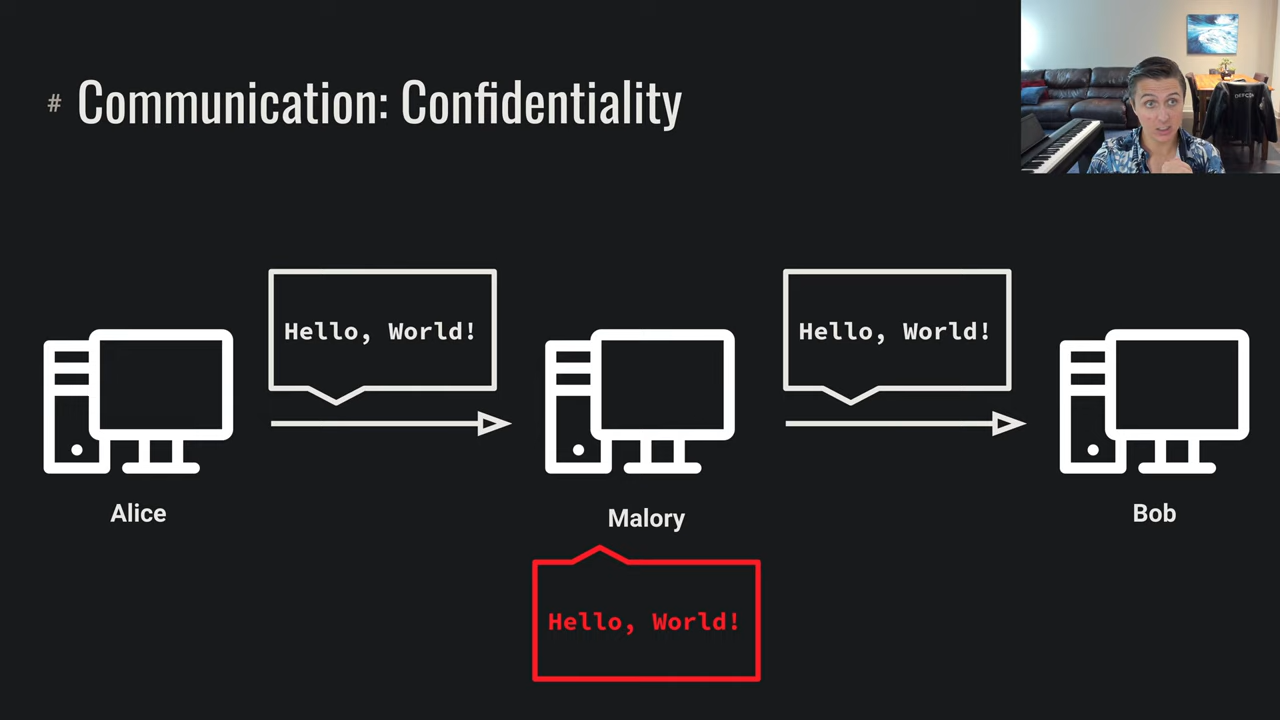 # Communication: Confidentiality
Hello, World!
Hello, World!
Alice
Malory
Bob
Hello, World!